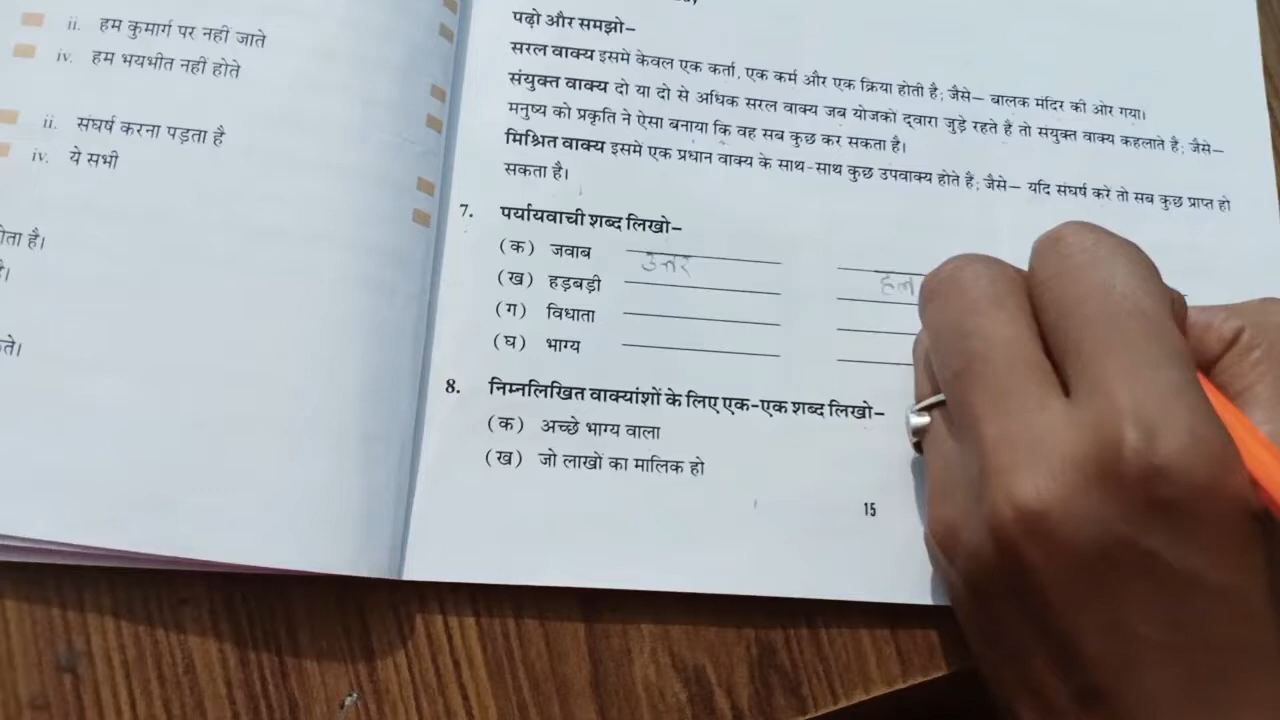 ii. हम कुमार्ग पर नहीं जाते
iv. हम भयभीत नहीं होते
ii. संघर्ष करना पड़ता है
iv. ये सभी
ता है।
ते।
पढ़ो और समझो–
सरल वाक्य इसमें केवल एक कर्ता, एक कर्म और एक क्रिया होती है; जैसे– बालक मंदिर की ओर गया।
संयुक्त वाक्य दो या दो से अधिक सरल वाक्य जब योजकों द्वारा जुड़े रहते हैं तो संयुक्त वाक्य कहलाते हैं; जैसे–
मनुष्य को प्रकृति ने ऐसा बनाया कि वह सब कुछ कर सकता है।
मिश्रित वाक्य इसमें एक प्रधान वाक्य के साथ-साथ कुछ उपवाक्य होते हैं; जैसे– यदि संघर्ष करें तो सब कुछ प्राप्त हो
सकता है।
7. पर्यायवाची शब्द लिखो–
(क) जवाब उत्तर हल
(ख) हड़बड़ी
(ग) विधाता
(घ) भाग्य
8. निम्नलिखित वाक्यांशों के लिए एक-एक शब्द लिखो–
(क) अच्छे भाग्य वाला
(ख) जो लाखों का मालिक हो
15